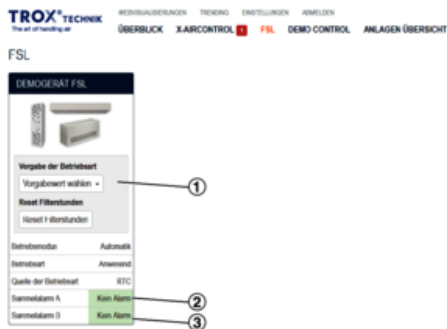 TROX® TECHNIK
The art of handling air
WEBVISUALISIERUNGEN TRENDING EINSTELLUNGEN ABMELDEN
ÜBERBLICK X-AIRCONTROL 1 FSL DEMO CONTROL ANLAGEN ÜBERSICHT
FSL
DEMOGERÄT FSL
Vorgabe der Betriebsart
Vorgabewert wählen
1
Reset Filterstunden
Reset Filterstunden
Betriebsmodus Automatik
Betriebsart Anwesend
Quelle der Betriebsart RTC
Sammelalarm A Kein Alarm
2
Sammelalarm B Kein Alarm
3